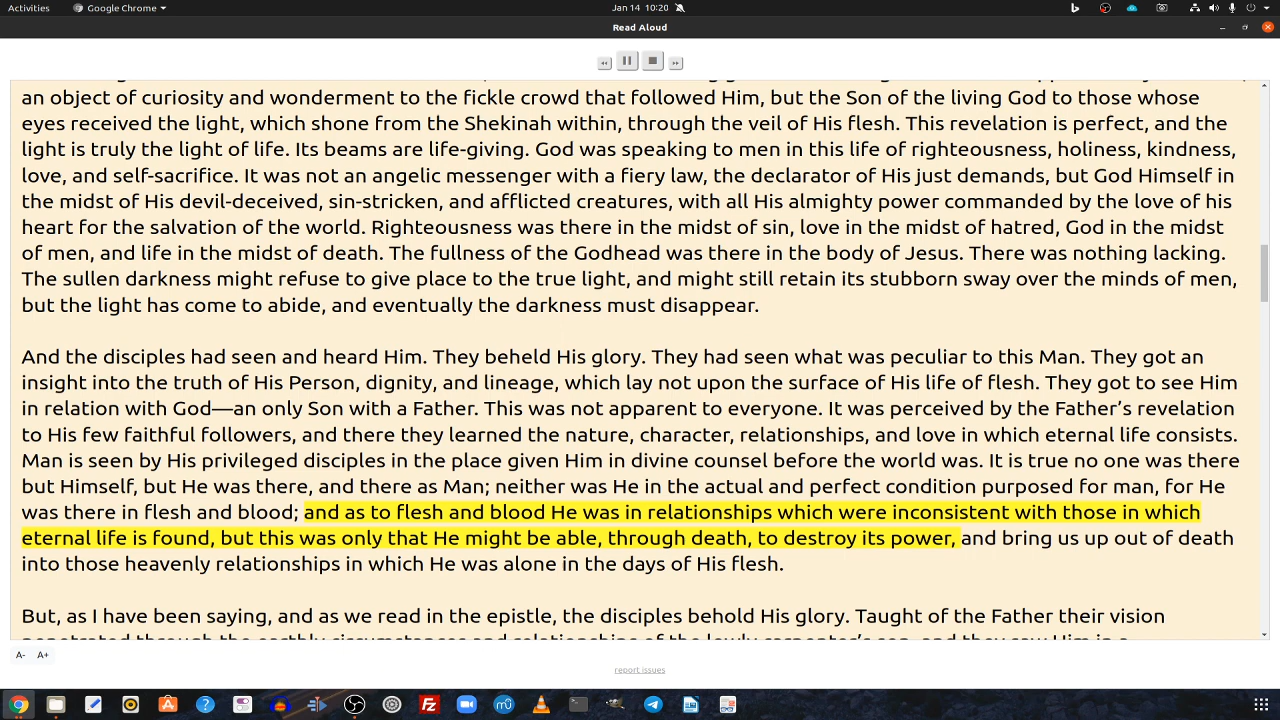 Activities
Google Chrome
Jan 14 10:20
Read Aloud
an object of curiosity and wonderment to the fickle crowd that followed Him, but the Son of the living God to those whose
eyes received the light, which shone from the Shekinah within, through the veil of His flesh. This revelation is perfect, and the
light is truly the light of life. Its beams are life-giving. God was speaking to men in this life of righteousness, holiness, kindness,
love, and self-sacrifice. It was not an angelic messenger with a fiery law, the declarator of His just demands, but God Himself in
the midst of His devil-deceived, sin-stricken, and afflicted creatures, with all His almighty power commanded by the love of his
heart for the salvation of the world. Righteousness was there in the midst of sin, love in the midst of hatred, God in the midst
of men, and life in the midst of death. The fullness of the Godhead was there in the body of Jesus. There was nothing lacking.
The sullen darkness might refuse to give place to the true light, and might still retain its stubborn sway over the minds of men,
but the light has come to abide, and eventually the darkness must disappear.
And the disciples had seen and heard Him. They beheld His glory. They had seen what was peculiar to this Man. They got an
insight into the truth of His Person, dignity, and lineage, which lay not upon the surface of His life of flesh. They got to see Him
in relation with God—an only Son with a Father. This was not apparent to everyone. It was perceived by the Father’s revelation
to His few faithful followers, and there they learned the nature, character, relationships, and love in which eternal life consists.
Man is seen by His privileged disciples in the place given Him in divine counsel before the world was. It is true no one was there
but Himself, but He was there, and there as Man; neither was He in the actual and perfect condition purposed for man, for He
was there in flesh and blood; and as to flesh and blood He was in relationships which were inconsistent with those in which
eternal life is found, but this was only that He might be able, through death, to destroy its power, and bring us up out of death
into those heavenly relationships in which He was alone in the days of His flesh.
But, as I have been saying, and as we read in the epistle, the disciples behold His glory. Taught of the Father their vision
penetrated through the earthly circumstances and relationships of the lowly carpenter’s son, and they saw Him in a
A-
A+
report issues